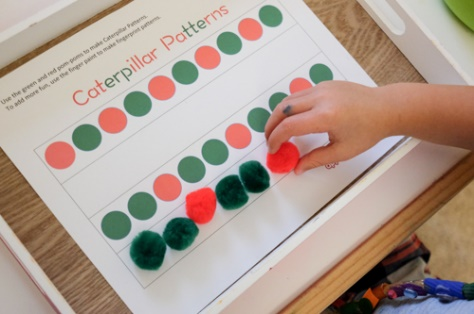 Use the green and red pom poms to make Caterpillar Patterns.
To add more fun, use the finger paint to make fingerprint patterns.
Caterpillar Patterns